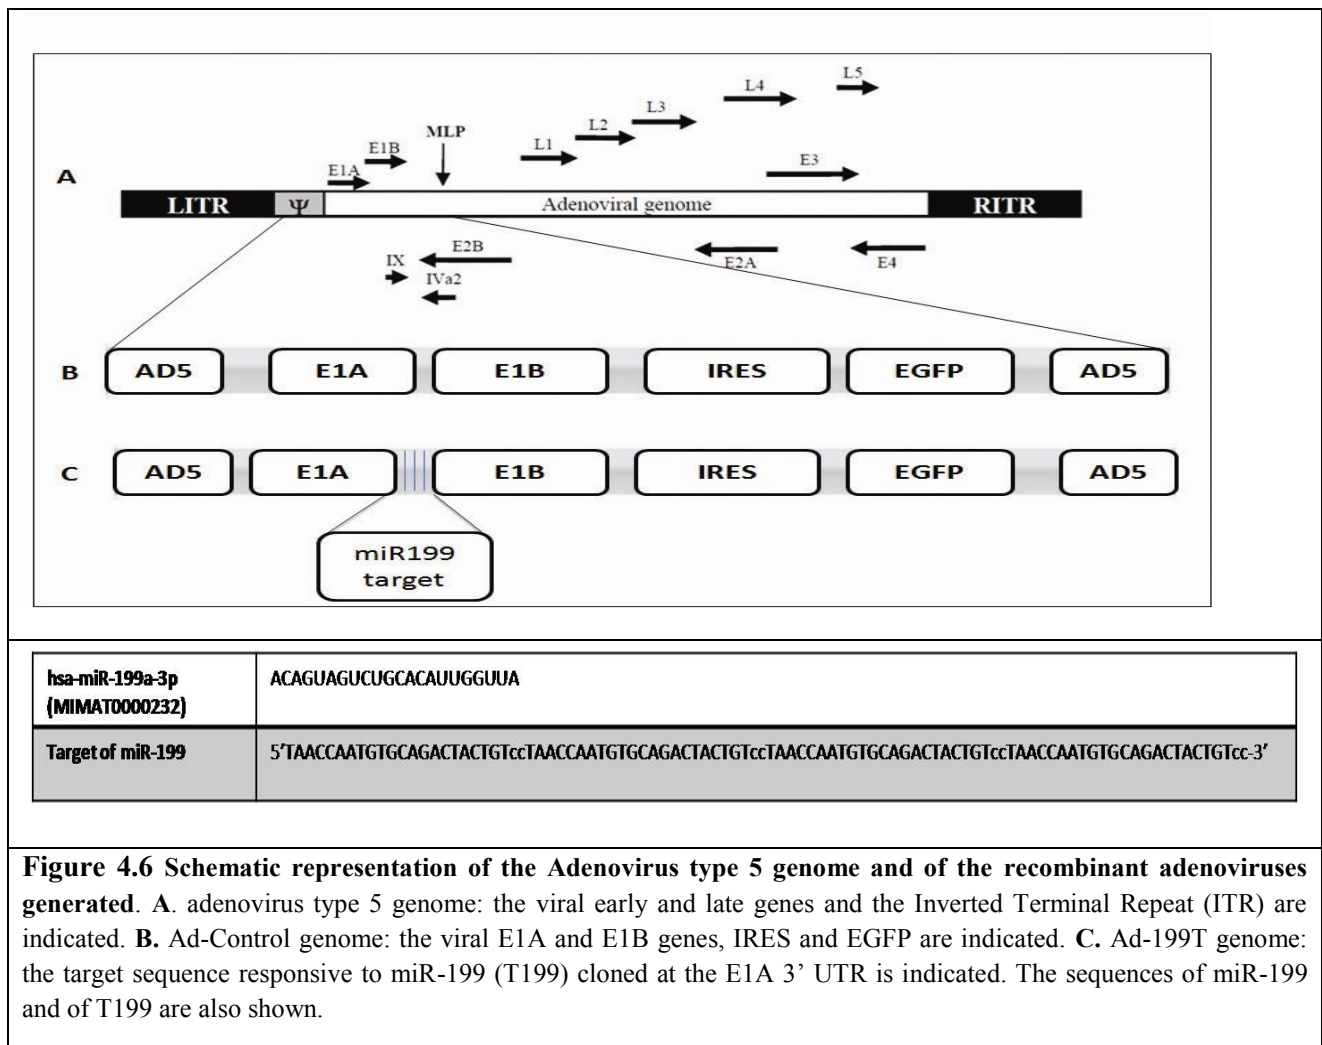 L5
L4
L3
L2
MLP
E1B
L1
E3
E1A
A
LITR
Ψ
Adenoviral genome
RITR
E2B
IX
IVa2
E2A
E4
B
AD5
E1A
E1B
IRES
EGFP
AD5
C
AD5
E1A
E1B
IRES
EGFP
AD5
miR199
target
hsa-miR-199a-3p
(MIMAT0000232)
ACAGUAGUCUGCACAUUGGUUA
Target of miR-199
5'TAACCAATGTGCAGACTACTGTccTAACCAATGTGCAGACTACTGTccTAACCAATGTGCAGACTACTGTccTAACCAATGTGCAGACTACTGTcc-3'
Figure 4.6 Schematic representation of the Adenovirus type 5 genome and of the recombinant adenoviruses
generated. A. adenovirus type 5 genome: the viral early and late genes and the Inverted Terminal Repeat (ITR) are
indicated. B. Ad-Control genome: the viral E1A and E1B genes, IRES and EGFP are indicated. C. Ad-199T genome:
the target sequence responsive to miR-199 (T199) cloned at the E1A 3’ UTR is indicated. The sequences of miR-199
and of T199 are also shown.